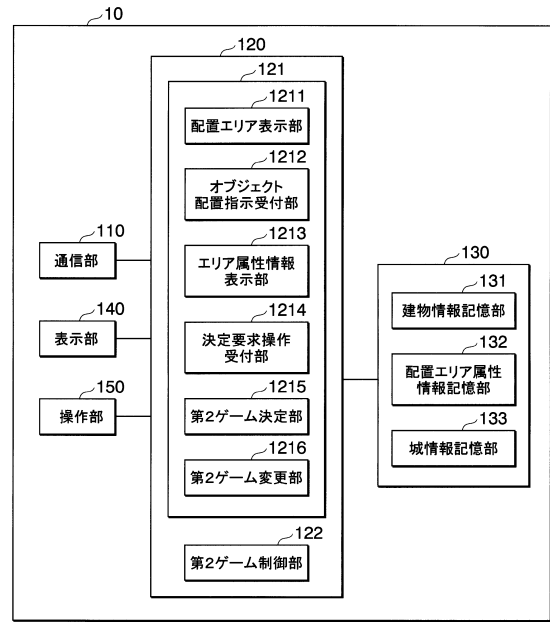 10
120
121
1211
配置エリア表示部
1212
オブジェクト
配置指示受付部
1213
エリア属性情報
表示部
1214
決定要求操作
受付部
1215
第2ゲーム決定部
1216
第2ゲーム変更部
122
第2ゲーム制御部
110
通信部
140
表示部
150
操作部
130
131
建物情報記憶部
132
配置エリア属性
情報記憶部
133
城情報記憶部